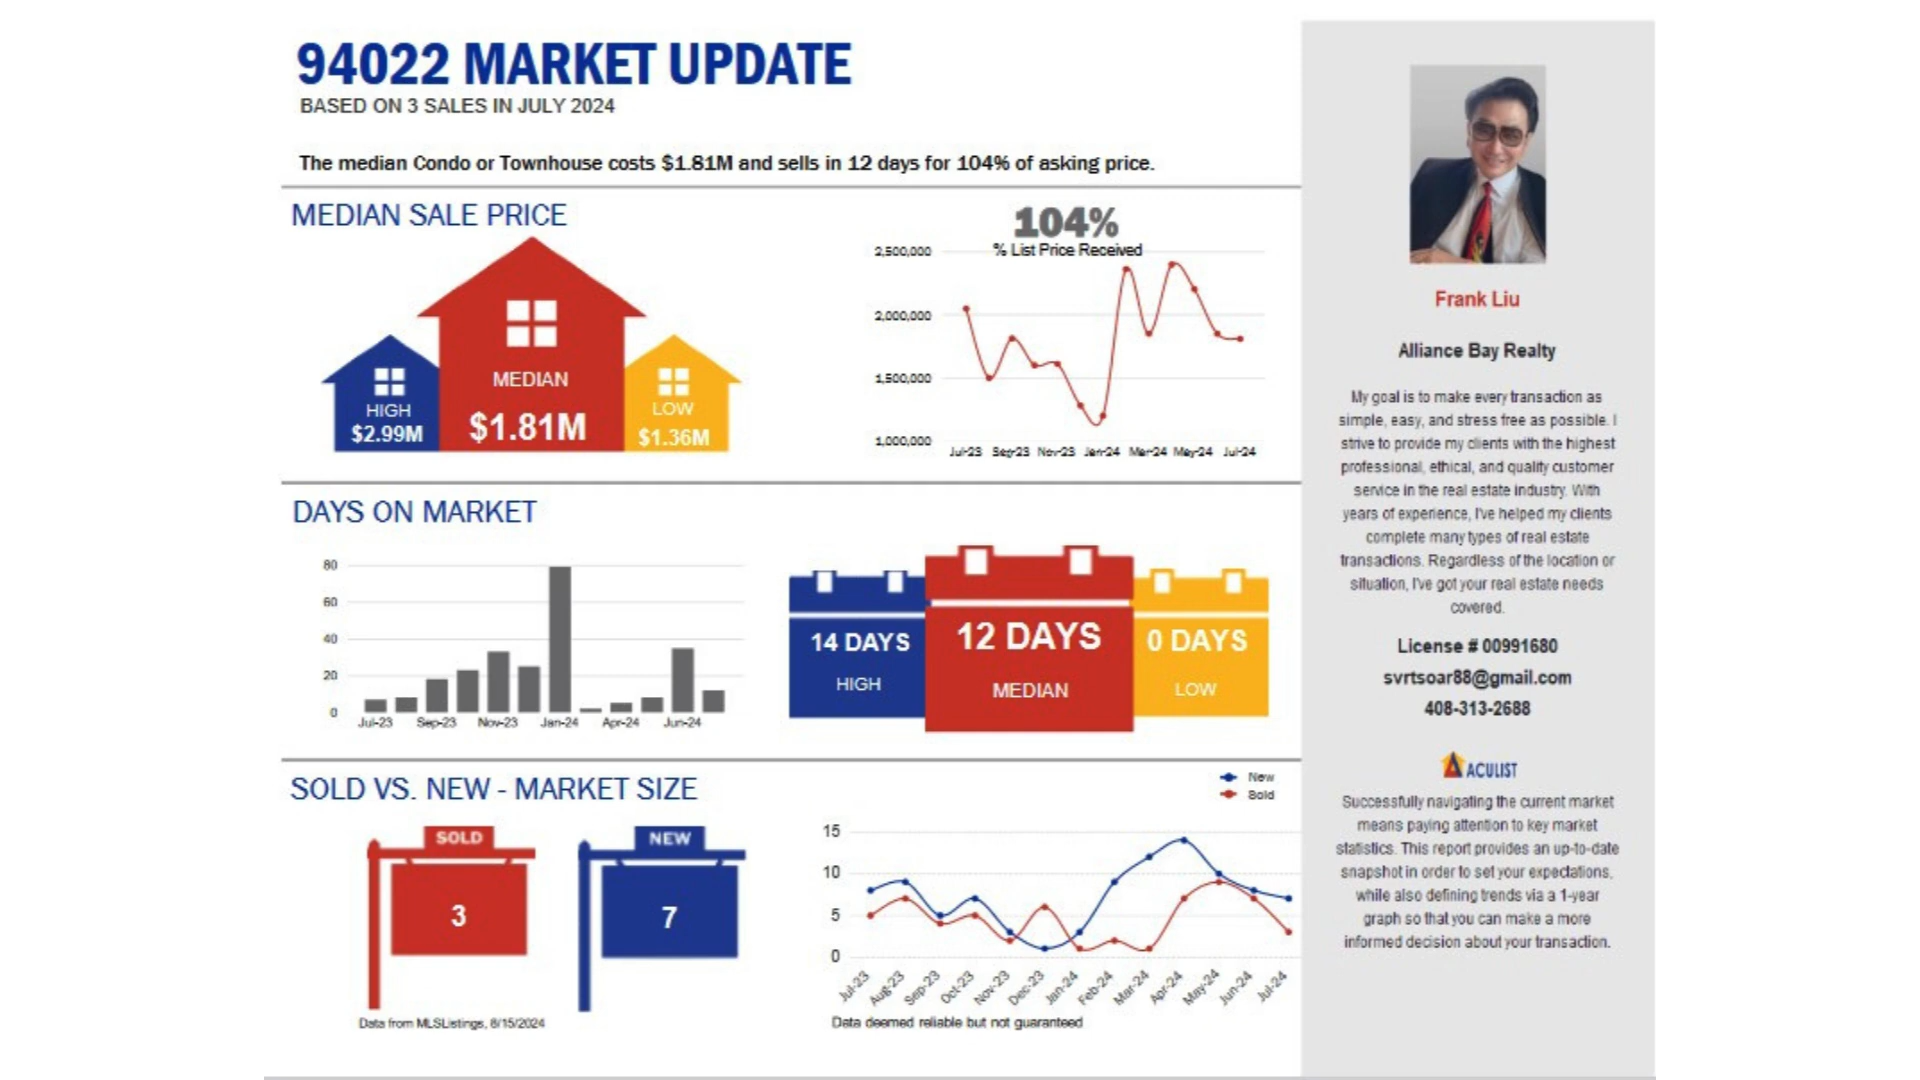 94022 MARKET UPDATE
BASED ON 3 SALES IN JULY 2024
The median Condo or Townhouse costs $1.81M and sells in 12 days for 104% of asking price.
MEDIAN SALE PRICE
HIGH
$2.99M
MEDIAN
$1.81M
LOW
$1.36M
104%
% List Price Received
2,500,000
2,000,000
1,500,000
1,000,000
Jul-23 Sep-23 Nov-23 Jan-24 Mar-24 May-24 Jul-24
DAYS ON MARKET
80
60
40
20
0
Jul-23 Sep-23 Nov-23 Jan-24 Apr-24 Jun-24
14 DAYS
HIGH
12 DAYS
MEDIAN
0 DAYS
LOW
SOLD VS. NEW - MARKET SIZE
SOLD
3
NEW
7
New
Sold
15
10
5
0
Jul-23 Aug-23 Sep-23 Oct-23 Nov-23 Dec-23 Jan-24 Feb-24 Mar-24 Apr-24 May-24 Jun-24 Jul-24
Data from MLSListings, 8/15/2024
Data deemed reliable but not guaranteed
Frank Liu
Alliance Bay Realty
My goal is to make every transaction as
simple, easy, and stress free as possible. I
strive to provide my clients with the highest
professional, ethical, and quality customer
service in the real estate industry. With
years of experience, I've helped my clients
complete many types of real estate
transactions. Regardless of the location or
situation, I've got your real estate needs
covered.
License # 00991680
svrtsoar88@gmail.com
408-313-2688
ACULIST
Successfully navigating the current market
means paying attention to key market
statistics. This report provides an up-to-date
snapshot in order to set your expectations,
while also defining trends via a 1-year
graph so that you can make a more
informed decision about your transaction.